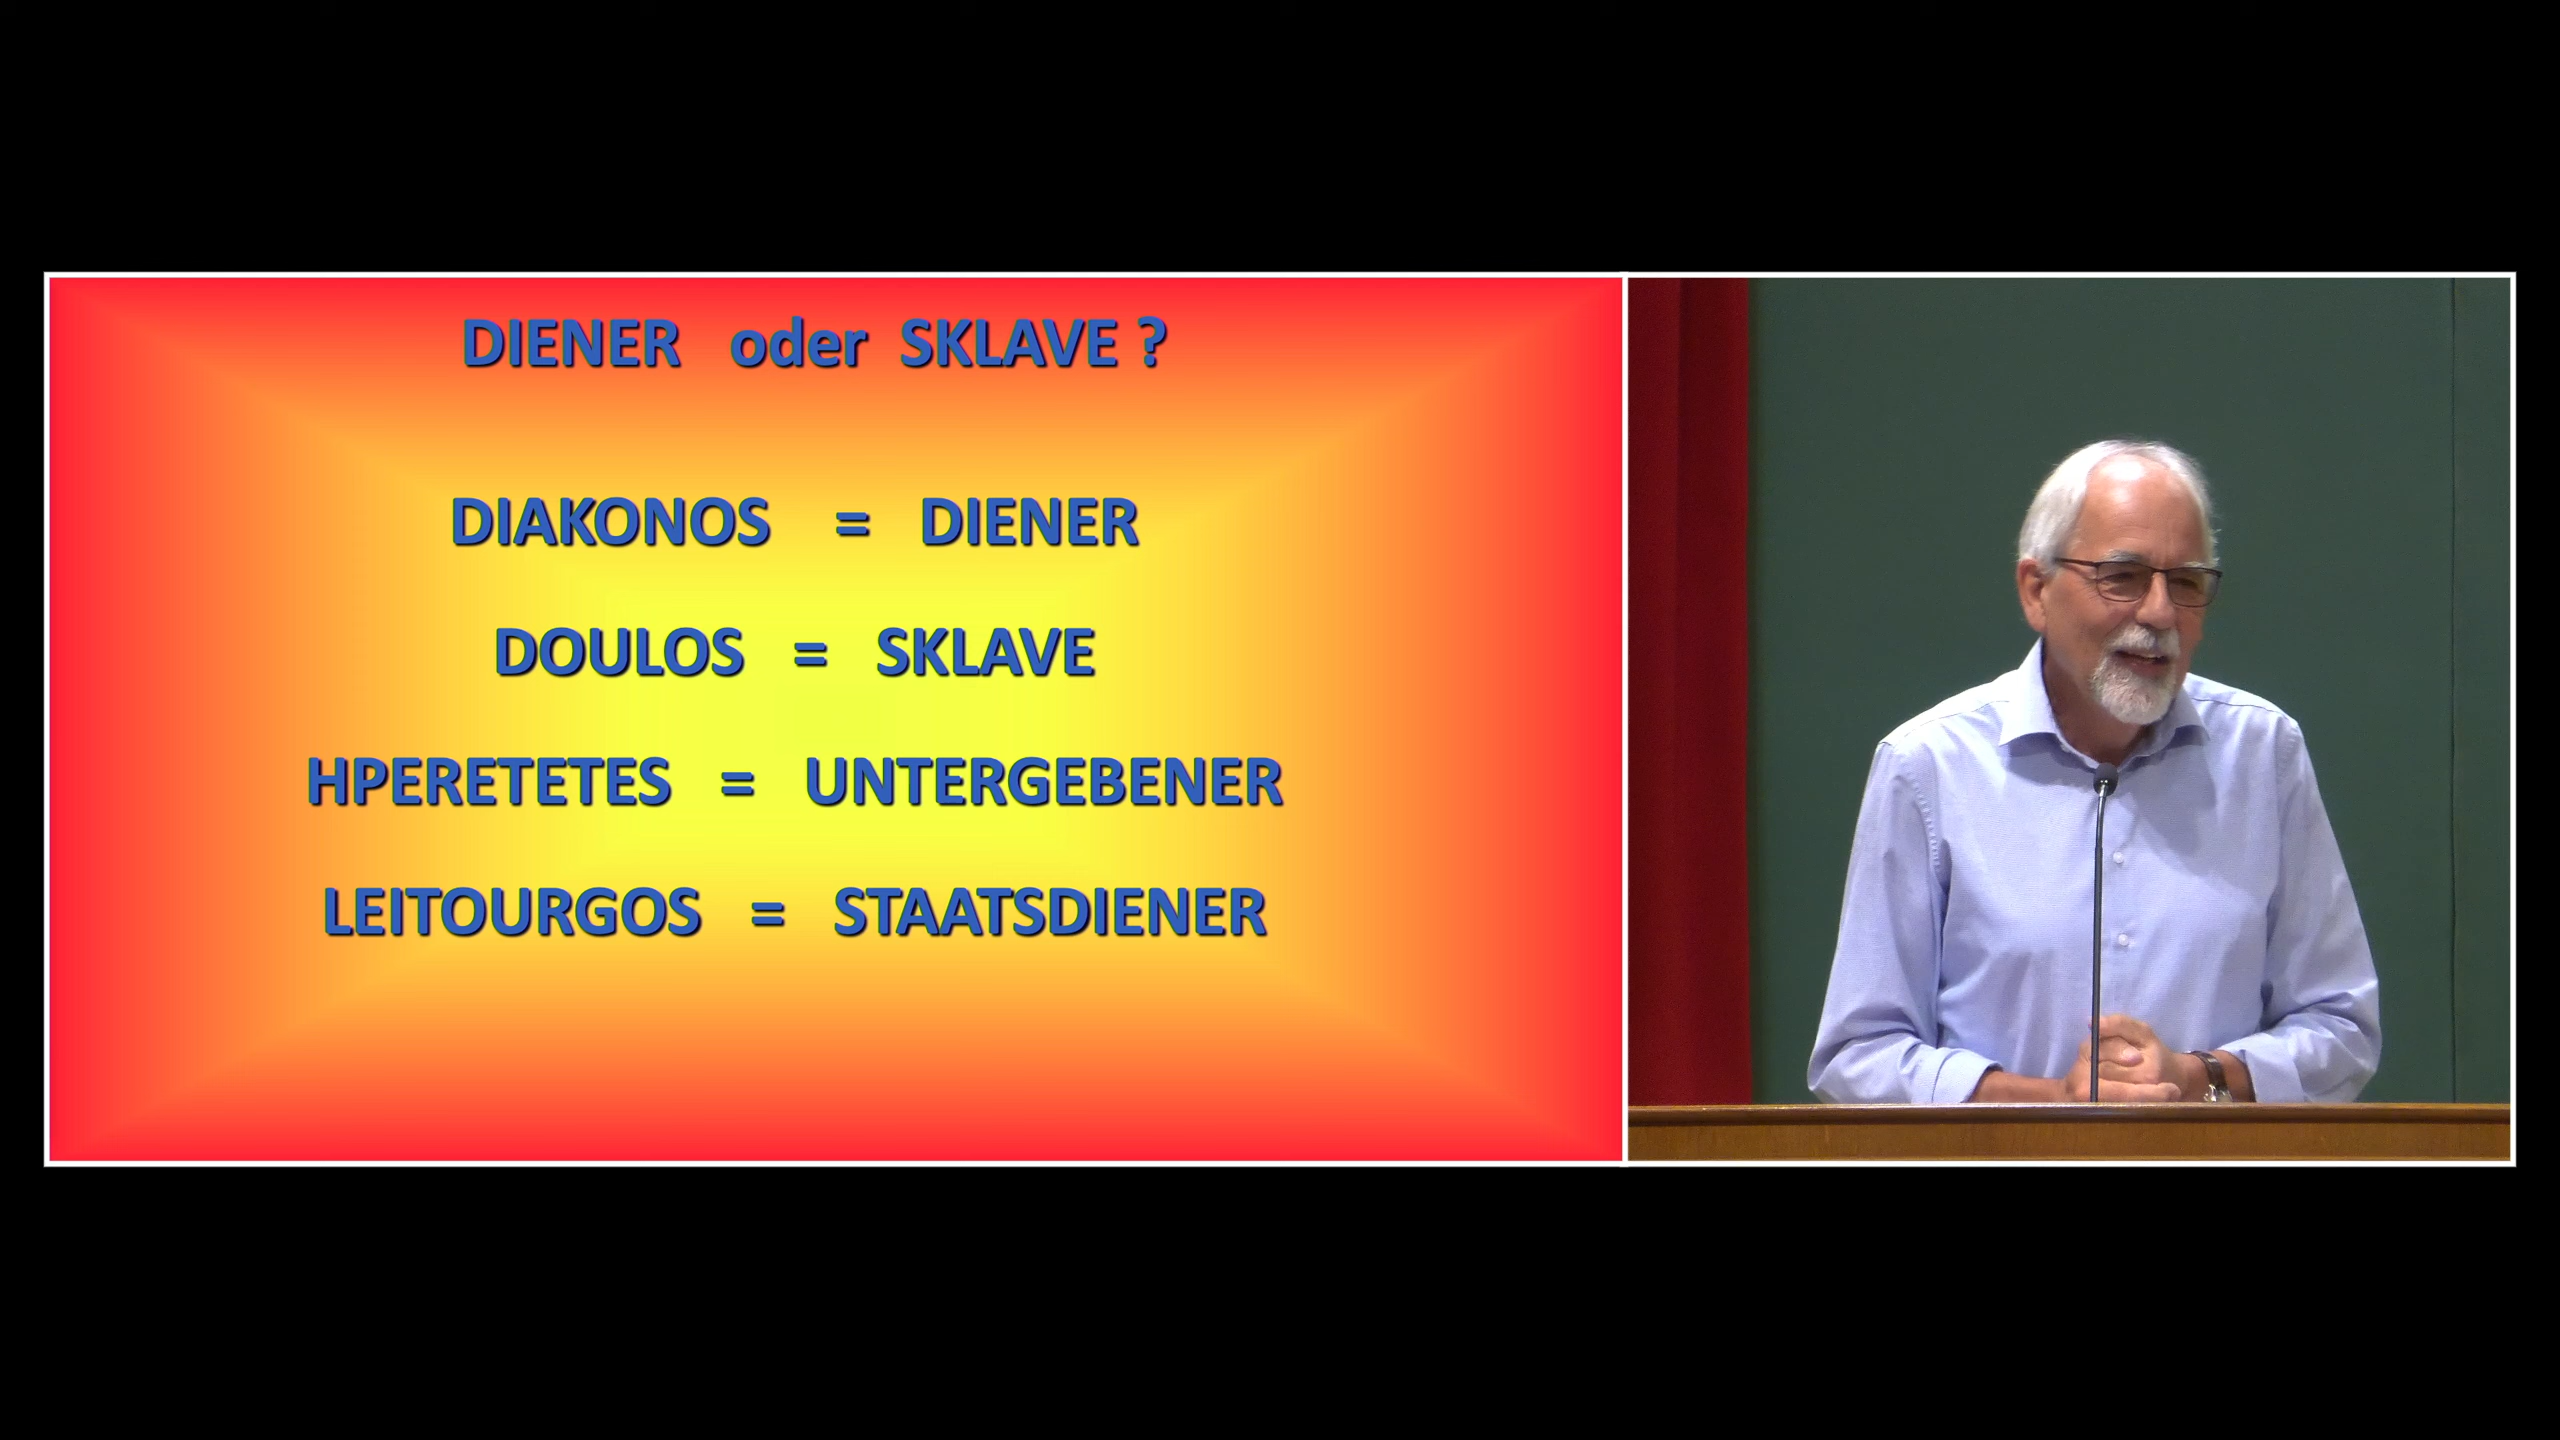 DIENER oder SKLAVE ?
DIAKONOS = DIENER
DOULOS = SKLAVE
HPERETETES = UNTERGEBENER
LEITOURGOS = STAATSDIENER